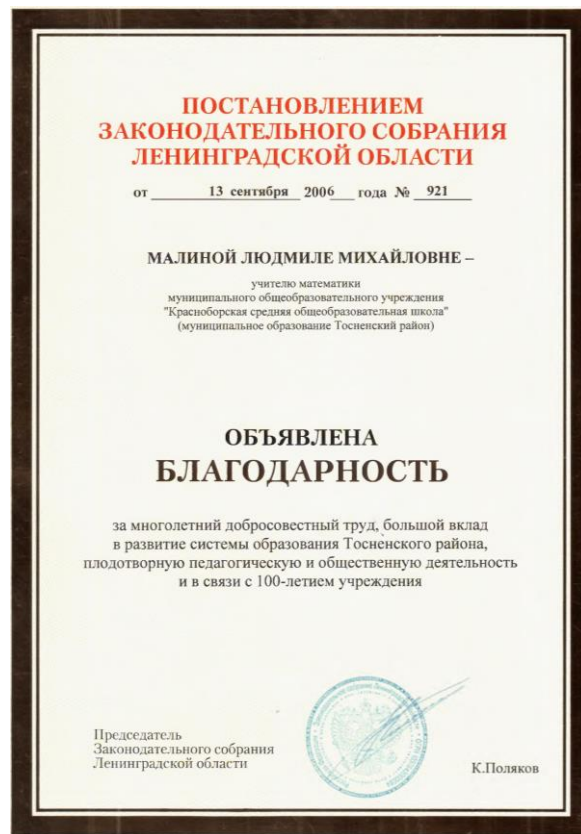 ПОСТАНОВЛЕНИЕМ
ЗАКОНОДАТЕЛЬНОГО СОБРАНИЯ
ЛЕНИНГРАДСКОЙ ОБЛАСТИ
от 13 сентября 2006 года № 921
МАЛИНОЙ ЛЮДМИЛЕ МИХАЙЛОВНЕ –
учителю математики
муниципального общеобразовательного учреждения
"Красноборская средняя общеобразовательная школа"
(муниципальное образование Тосненский район)
ОБЪЯВЛЕНА
БЛАГОДАРНОСТЬ
за многолетний добросовестный труд, большой вклад
в развитие системы образования Тосненского района,
плодотворную педагогическую и общественную деятельность
и в связи с 100-летием учреждения
Председатель
Законодательного собрания
Ленинградской области
К.Поляков